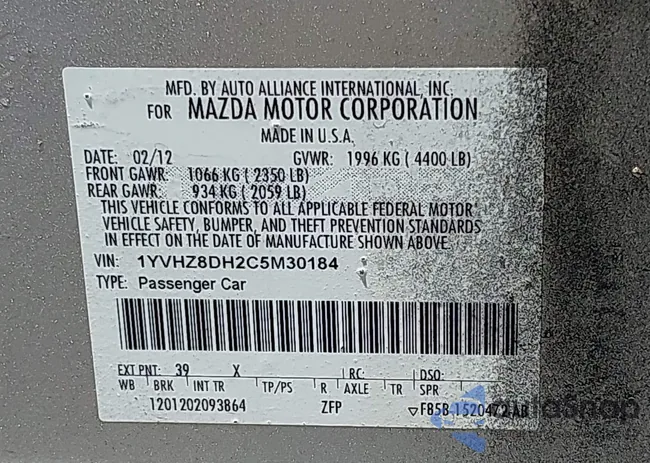 MFD. BY AUTO ALLIANCE INTERNATIONAL, INC.
FOR MAZDA MOTOR CORPORATION
MADE IN U.S.A.
DATE: 02/12 GVWR: 1996 KG ( 4400 LB)
FRONT GAWR: 1066 KG ( 2350 LB)
REAR GAWR: 934 KG ( 2059 LB)
THIS VEHICLE CONFORMS TO ALL APPLICABLE FEDERAL MOTOR
VEHICLE SAFETY, BUMPER, AND THEFT PREVENTION STANDARDS
IN EFFECT ON THE DATE OF MANUFACTURE SHOWN ABOVE.
VIN: 1YVHZ8DH2C5M30184
TYPE: Passenger Car
EXT PNT: 39 X RC: DSO:
WB BRK INT TR TP/PS R AXLE TR SPR
1201202093864 ZFP ▽F85B 1520472 AB
autoSnap